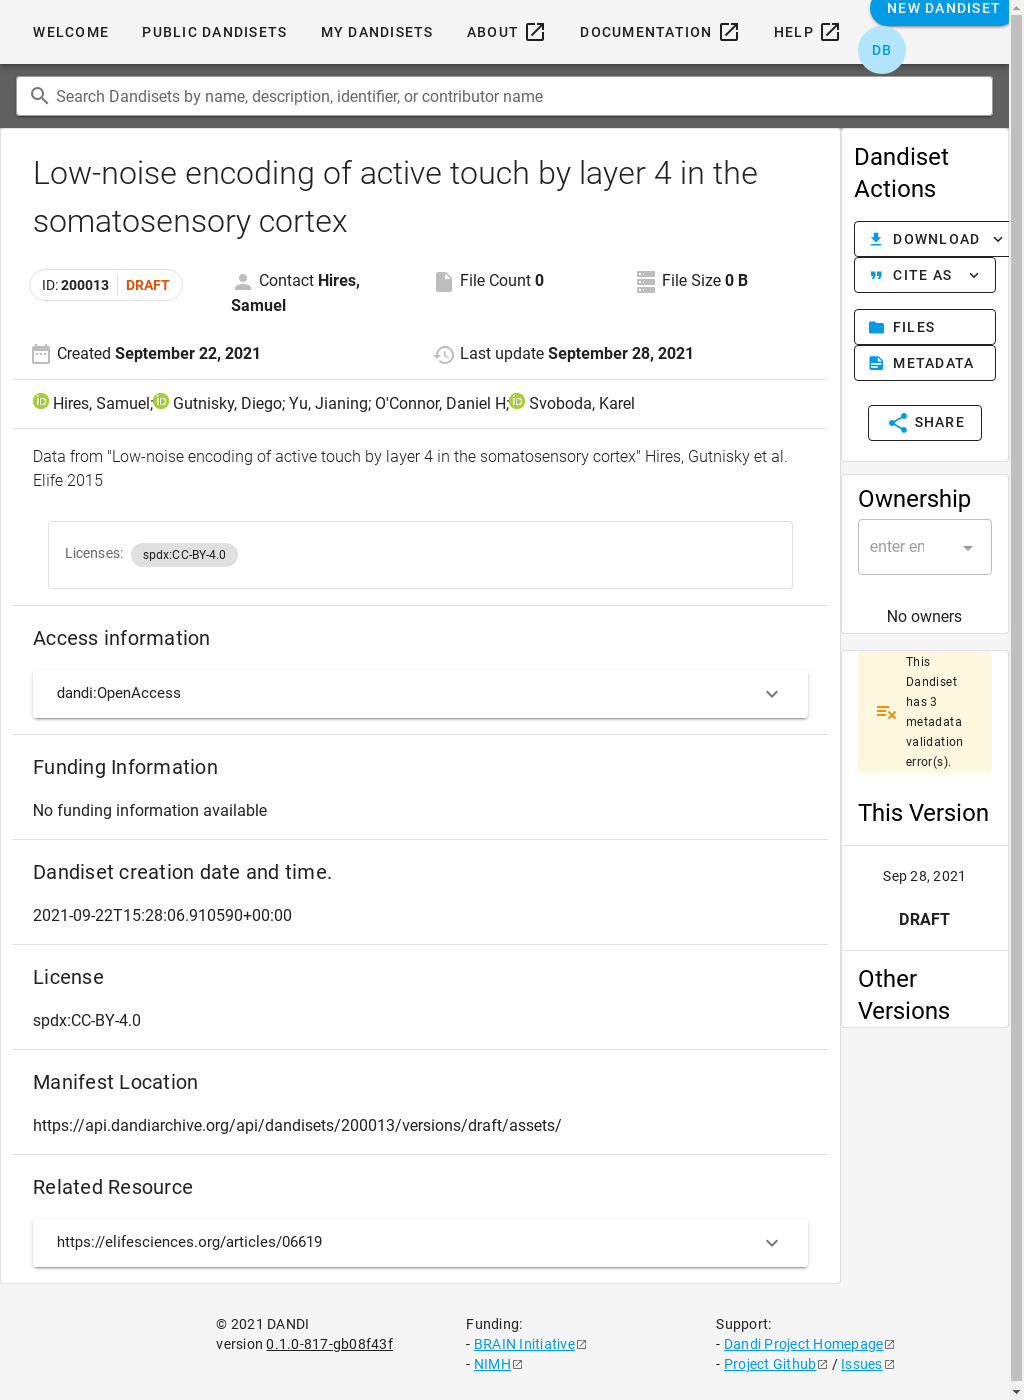 WELCOME PUBLIC DANDISETS MY DANDISETS ABOUT DOCUMENTATION HELP NEW DANDISET
DB
Search Dandisets by name, description, identifier, or contributor name
Low-noise encoding of active touch by layer 4 in the
somatosensory cortex
ID: 200013 DRAFT
Contact Hires,
Samuel
File Count 0
File Size 0 B
Created September 22, 2021
Last update September 28, 2021
iD Hires, Samuel; iD Gutnisky, Diego; Yu, Jianing; O'Connor, Daniel H; iD Svoboda, Karel
Data from "Low-noise encoding of active touch by layer 4 in the somatosensory cortex" Hires, Gutnisky et al.
Elife 2015
Licenses: spdx:CC-BY-4.0
Access information
dandi:OpenAccess
Funding Information
No funding information available
Dandiset creation date and time.
2021-09-22T15:28:06.910590+00:00
License
spdx:CC-BY-4.0
Manifest Location
https://api.dandiarchive.org/api/dandisets/200013/versions/draft/assets/
Related Resource
https://elifesciences.org/articles/06619
Dandiset
Actions
DOWNLOAD
CITE AS
FILES
METADATA
SHARE
Ownership
enter en
No owners
This
Dandiset
has 3
metadata
validation
error(s).
This Version
Sep 28, 2021
DRAFT
Other
Versions
© 2021 DANDI
version 0.1.0-817-gb08f43f
Funding:
- BRAIN Initiative
- NIMH
Support:
- Dandi Project Homepage
- Project Github / Issues